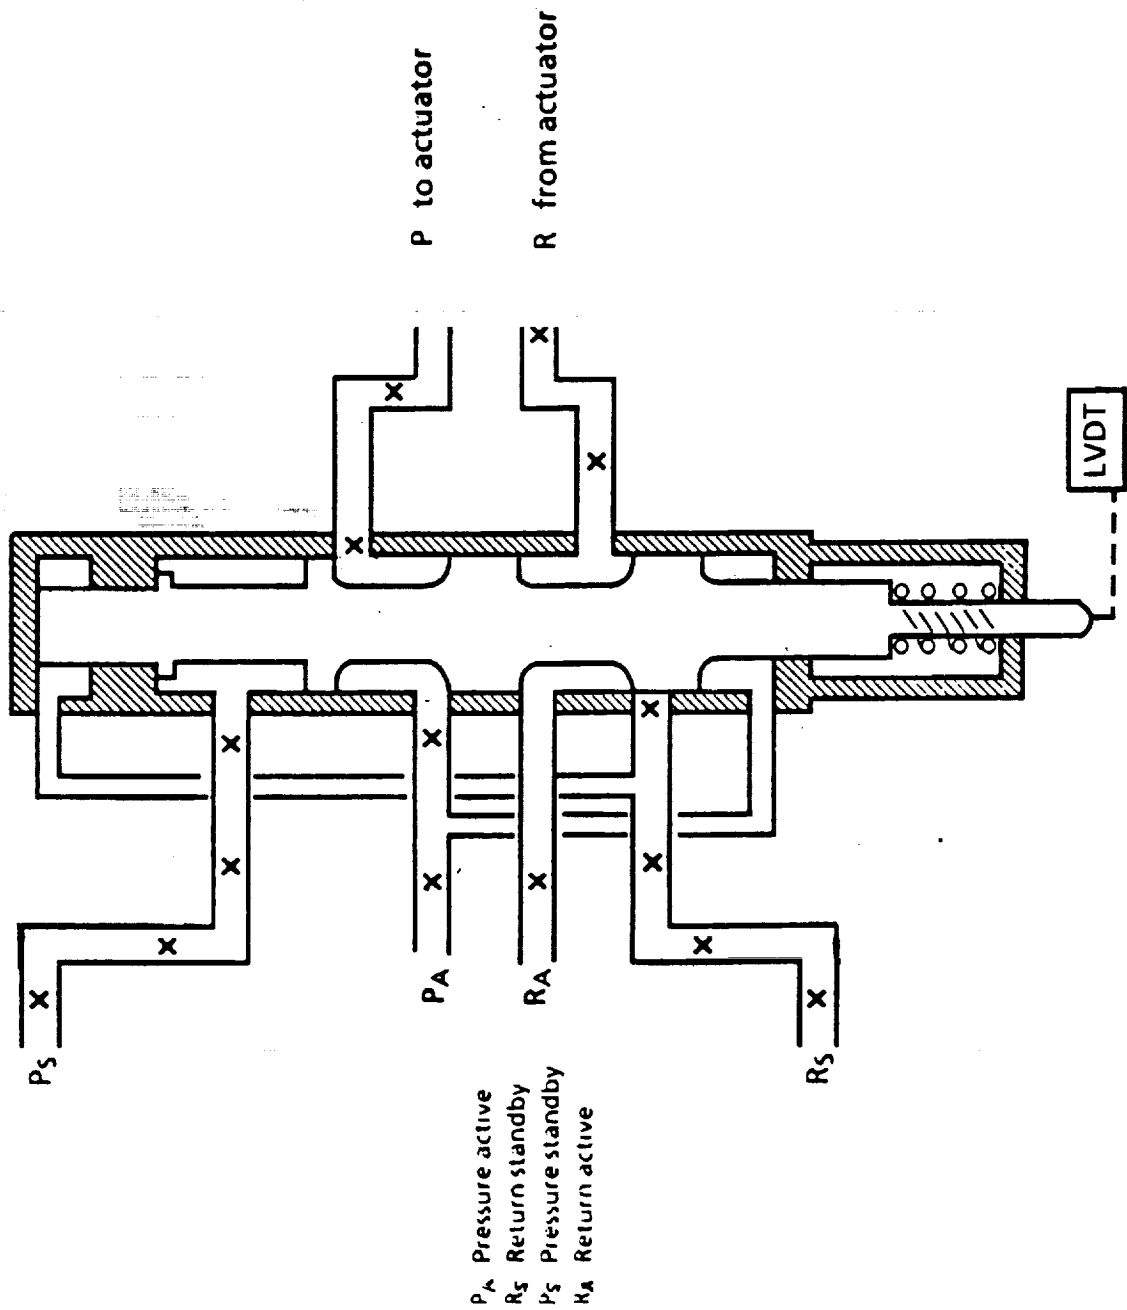 P to actuator
R from actuator
LVDT
PS
PA
RA
RS
PA Pressure active
RS Return standby
PS Pressure standby
RA Return active